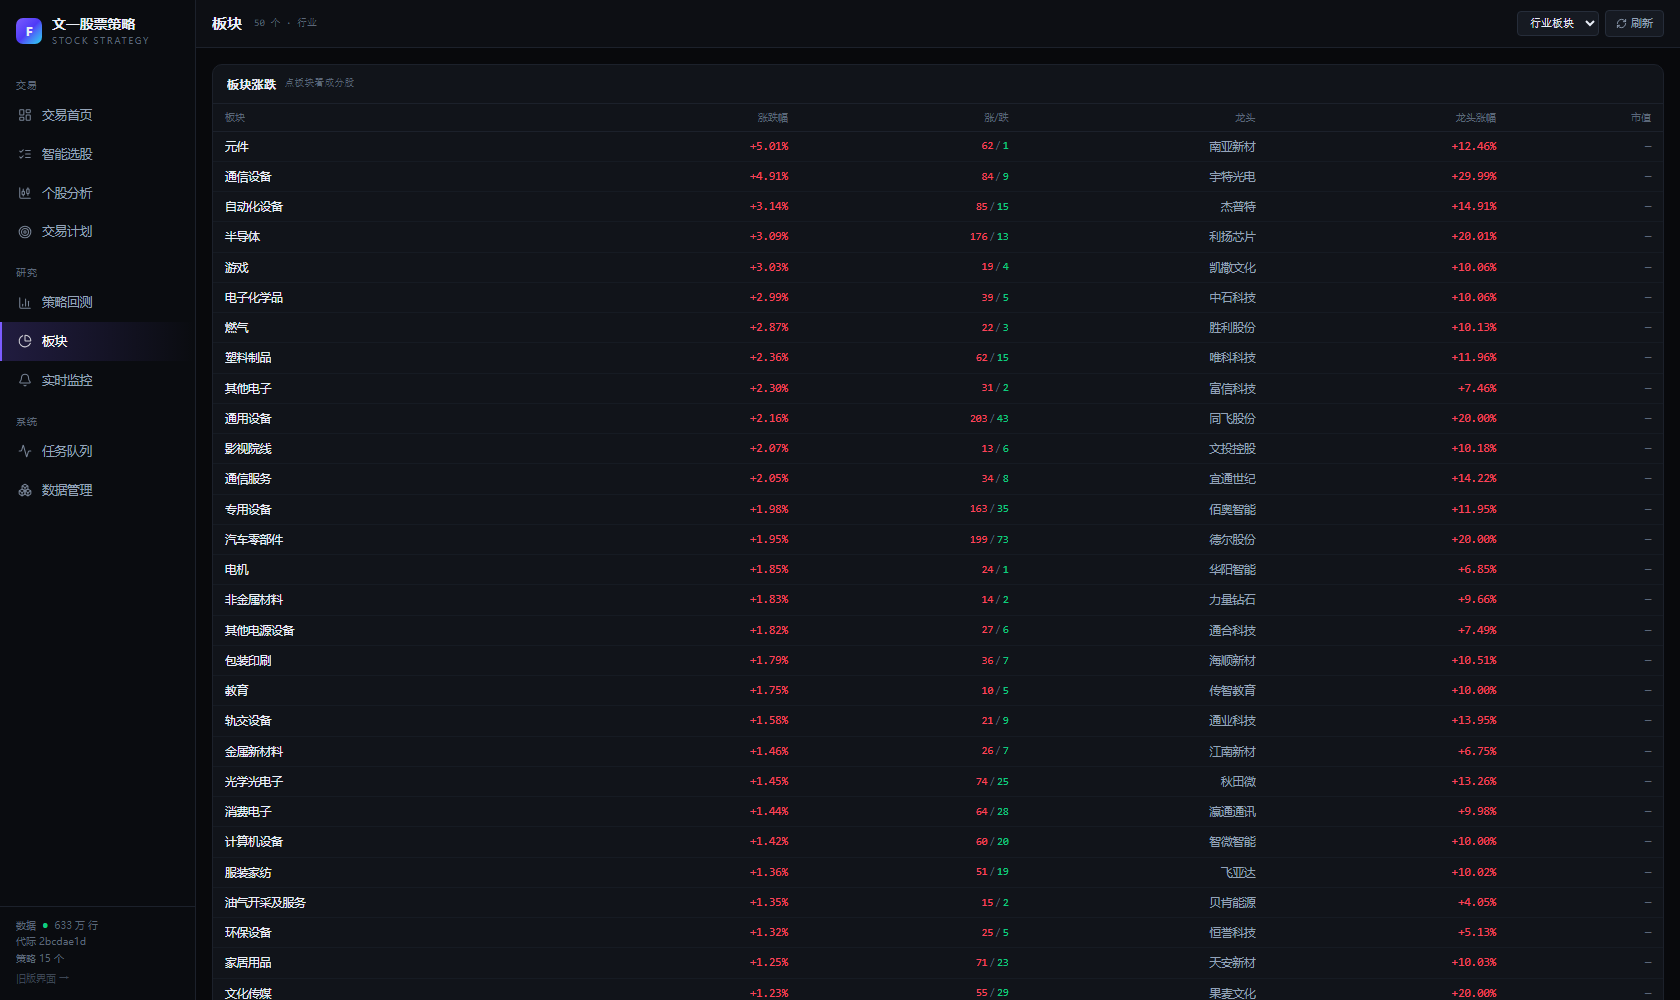 F
文一股票策略
STOCK STRATEGY
交易
交易首页
智能选股
个股分析
交易计划
研究
策略回测
板块
实时监控
系统
任务队列
数据管理
数据 ● 633 万 行
代际 2bcdae1d
策略 15 个
旧版界面 →
板块 50 个 · 行业
行业板块 刷新
板块涨跌 点板块看成分股
板块 涨跌幅 涨/跌 龙头 龙头涨幅 市值
元件 +5.01% 62/1 南亚新材 +12.46% —
通信设备 +4.91% 84/9 宇特光电 +29.99% —
自动化设备 +3.14% 85/15 杰普特 +14.91% —
半导体 +3.09% 176/13 利扬芯片 +20.01% —
游戏 +3.03% 19/4 凯撒文化 +10.06% —
电子化学品 +2.99% 39/5 中石科技 +10.06% —
燃气 +2.87% 22/3 胜利股份 +10.13% —
塑料制品 +2.36% 62/15 唯科科技 +11.96% —
其他电子 +2.30% 31/2 富信科技 +7.46% —
通用设备 +2.16% 203/43 同飞股份 +20.00% —
影视院线 +2.07% 13/6 文投控股 +10.18% —
通信服务 +2.05% 34/8 宜通世纪 +14.22% —
专用设备 +1.98% 163/35 佰奥智能 +11.95% —
汽车零部件 +1.95% 199/73 德尔股份 +20.00% —
电机 +1.85% 24/1 华阳智能 +6.85% —
非金属材料 +1.83% 14/2 力量钻石 +9.66% —
其他电源设备 +1.82% 27/6 通合科技 +7.49% —
包装印刷 +1.79% 36/7 海顺新材 +10.51% —
教育 +1.75% 10/5 传智教育 +10.00% —
轨交设备 +1.58% 21/9 通业科技 +13.95% —
金属新材料 +1.46% 26/7 江南新材 +6.75% —
光学光电子 +1.45% 74/25 秋田微 +13.26% —
消费电子 +1.44% 64/28 瀛通通讯 +9.98% —
计算机设备 +1.42% 60/20 智微智能 +10.00% —
服装家纺 +1.36% 51/19 飞亚达 +10.02% —
油气开采及服务 +1.35% 15/2 贝肯能源 +4.05% —
环保设备 +1.32% 25/5 恒誉科技 +5.13% —
家居用品 +1.25% 71/23 天安新材 +10.03% —
文化传媒 +1.23% 55/29 果麦文化 +20.00% —